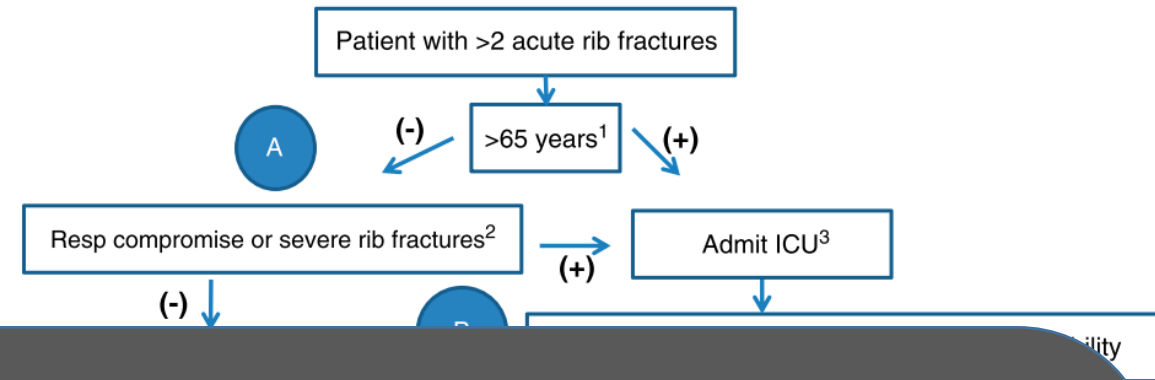 Patient with >2 acute rib fractures
A
(-)
>65 years1
(+)
Resp compromise or severe rib fractures2
(+)
Admit ICU3
(-)